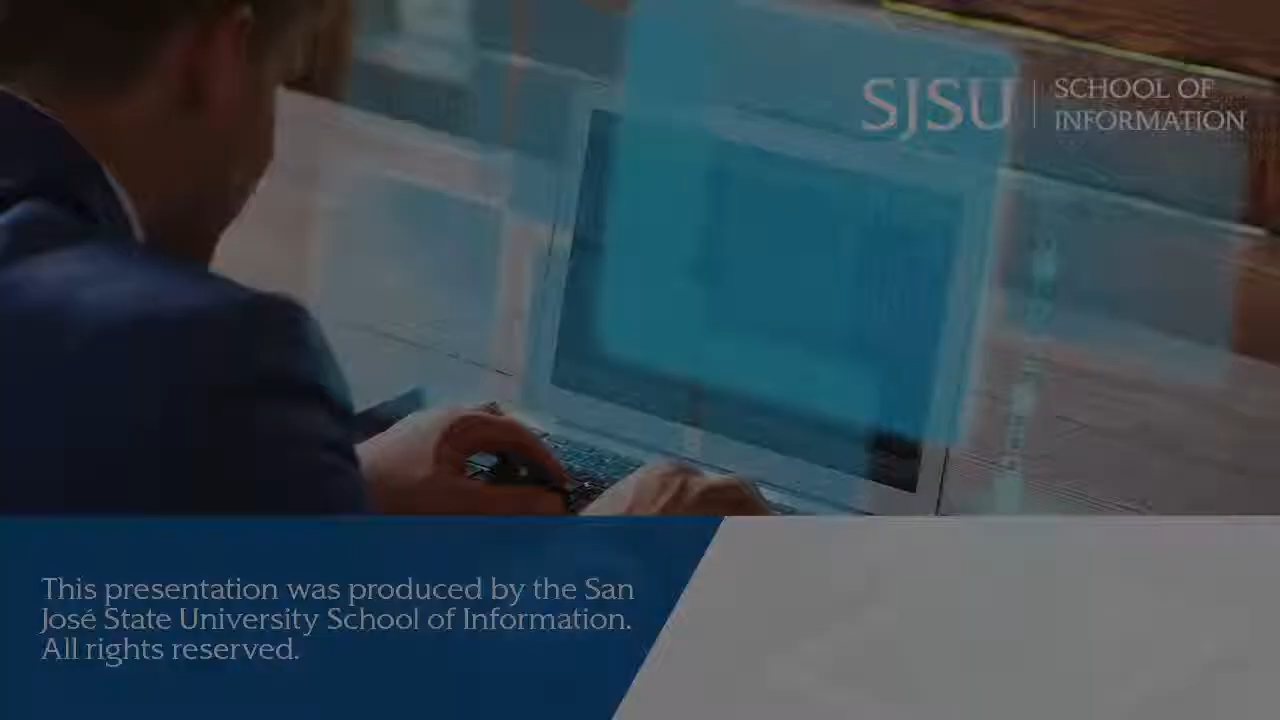 SJSU
SCHOOL OF
INFORMATION
This presentation was produced by the San
José State University School of Information.
All rights reserved.